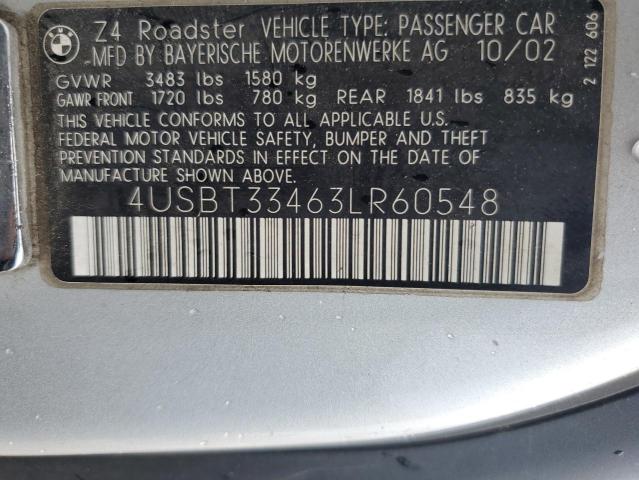 BMW
Z4 Roadster VEHICLE TYPE: PASSENGER CAR
MFD BY BAYERISCHE MOTORENWERKE AG 10/02
GVWR 3483 lbs 1580 kg
GAWR FRONT 1720 lbs 780 kg REAR 1841 lbs 835 kg
THIS VEHICLE CONFORMS TO ALL APPLICABLE U.S.
FEDERAL MOTOR VEHICLE SAFETY, BUMPER AND THEFT
PREVENTION STANDARDS IN EFFECT ON THE DATE OF
MANUFACTURE SHOWN ABOVE:
4USBT33463LR60548
2 122 606